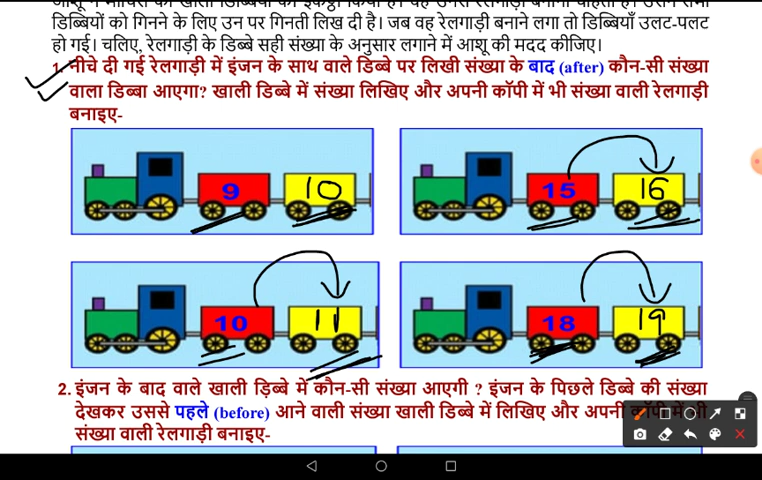 डिब्बियों को गिनने के लिए उन पर गिनती लिख दी है। जब वह रेलगाड़ी बनाने लगा तो डिब्बियाँ उलट-पलट
हो गई। चलिए, रेलगाड़ी के डिब्बे सही संख्या के अनुसार लगाने में आशू की मदद कीजिए।
1. नीचे दी गई रेलगाड़ी में इंजन के साथ वाले डिब्बे पर लिखी संख्या के बाद (after) कौन-सी संख्या
वाला डिब्बा आएगा? खाली डिब्बे में संख्या लिखिए और अपनी कॉपी में भी संख्या वाली रेलगाड़ी
बनाइए-
9 10
15 16
10 11
18 19
2. इंजन के बाद वाले खाली ड़िब्बे में कौन-सी संख्या आएगी ? इंजन के पिछले डिब्बे की संख्या
देखकर उससे पहले (before) आने वाली संख्या खाली डिब्बे में लिखिए और अपनी
संख्या वाली रेलगाड़ी बनाइए-